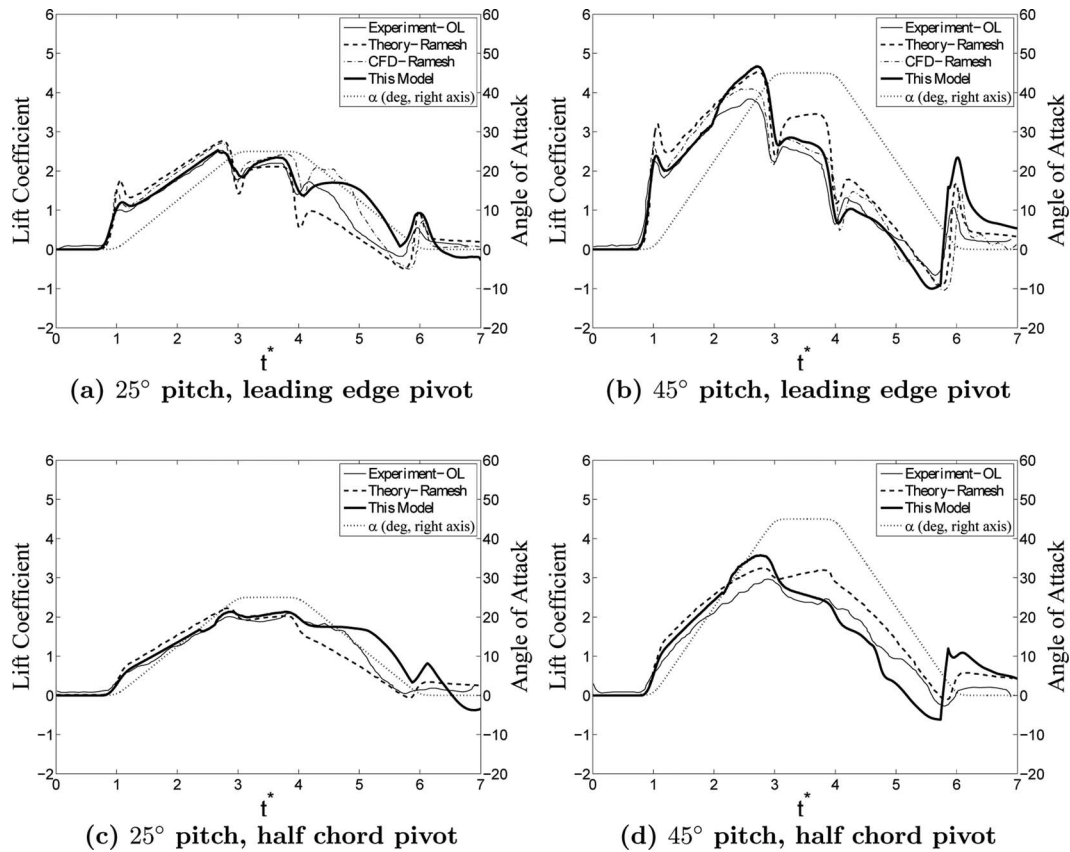 6 60
5 50
4 40
3 30
2 20
1 10
0 0
-1 -10
-2 -20
0 1 2 3 4 5 6 7
Lift Coefficient
Angle of Attack
t*
Experiment-OL
Theory-Ramesh
CFD-Ramesh
This Model
α (deg, right axis)
(a) 25° pitch, leading edge pivot
6 60
5 50
4 40
3 30
2 20
1 10
0 0
-1 -10
-2 -20
0 1 2 3 4 5 6 7
Lift Coefficient
Angle of Attack
t*
Experiment-OL
Theory-Ramesh
CFD-Ramesh
This Model
α (deg, right axis)
(b) 45° pitch, leading edge pivot
6 60
5 50
4 40
3 30
2 20
1 10
0 0
-1 -10
-2 -20
0 1 2 3 4 5 6 7
Lift Coefficient
Angle of Attack
t*
Experiment-OL
Theory-Ramesh
This Model
α (deg, right axis)
(c) 25° pitch, half chord pivot
6 60
5 50
4 40
3 30
2 20
1 10
0 0
-1 -10
-2 -20
0 1 2 3 4 5 6 7
Lift Coefficient
Angle of Attack
t*
Experiment-OL
Theory-Ramesh
This Model
α (deg, right axis)
(d) 45° pitch, half chord pivot